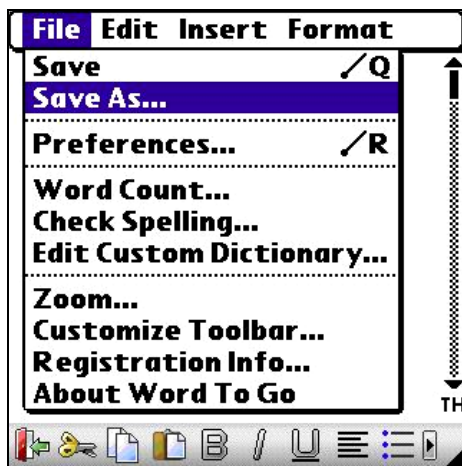 File Edit Insert Format
Save /Q
Save As...
Preferences... /R
Word Count...
Check Spelling...
Edit Custom Dictionary...
Zoom...
Customize Toolbar...
Registration Info...
About Word To Go
TH
B I U